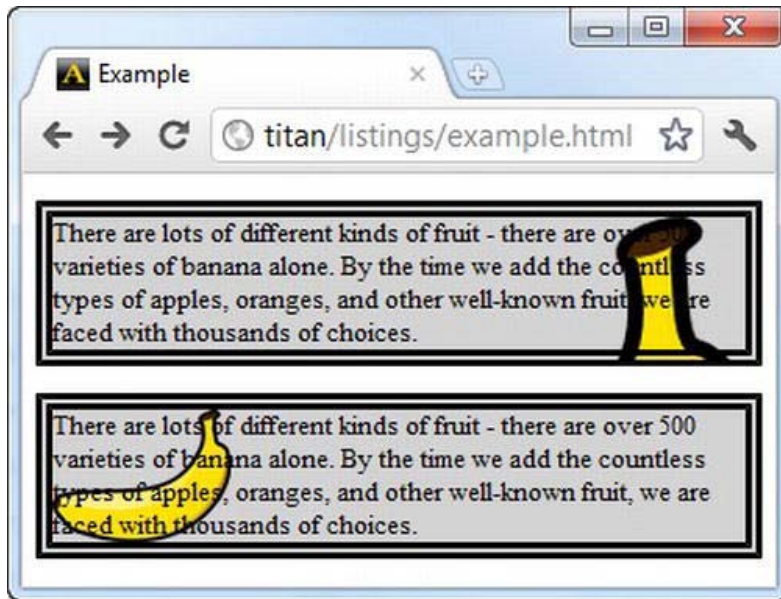 A Example
titan/listings/example.html
There are lots of different kinds of fruit - there are over 500
varieties of banana alone. By the time we add the countless
types of apples, oranges, and other well-known fruit, we are
faced with thousands of choices.
There are lots of different kinds of fruit - there are over 500
varieties of banana alone. By the time we add the countless
types of apples, oranges, and other well-known fruit, we are
faced with thousands of choices.